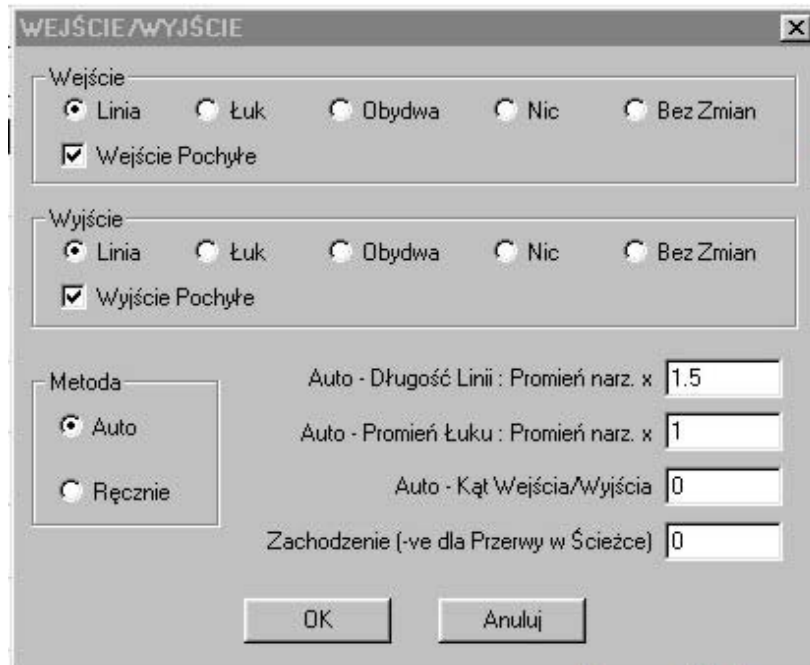 WEJŚCIE/WYJŚCIE
Wejście
Linia Łuk Obydwa Nic Bez Zmian
Wejście Pochyłe
Wyjście
Linia Łuk Obydwa Nic Bez Zmian
Wyjście Pochyłe
Metoda
Auto
Ręcznie
Auto - Długość Linii : Promień narz. x 1.5
Auto - Promień Łuku : Promień narz. x 1
Auto - Kąt Wejścia/Wyjścia 0
Zachodzenie (-ve dla Przerwy w Ścieżce) 0
OK Anuluj